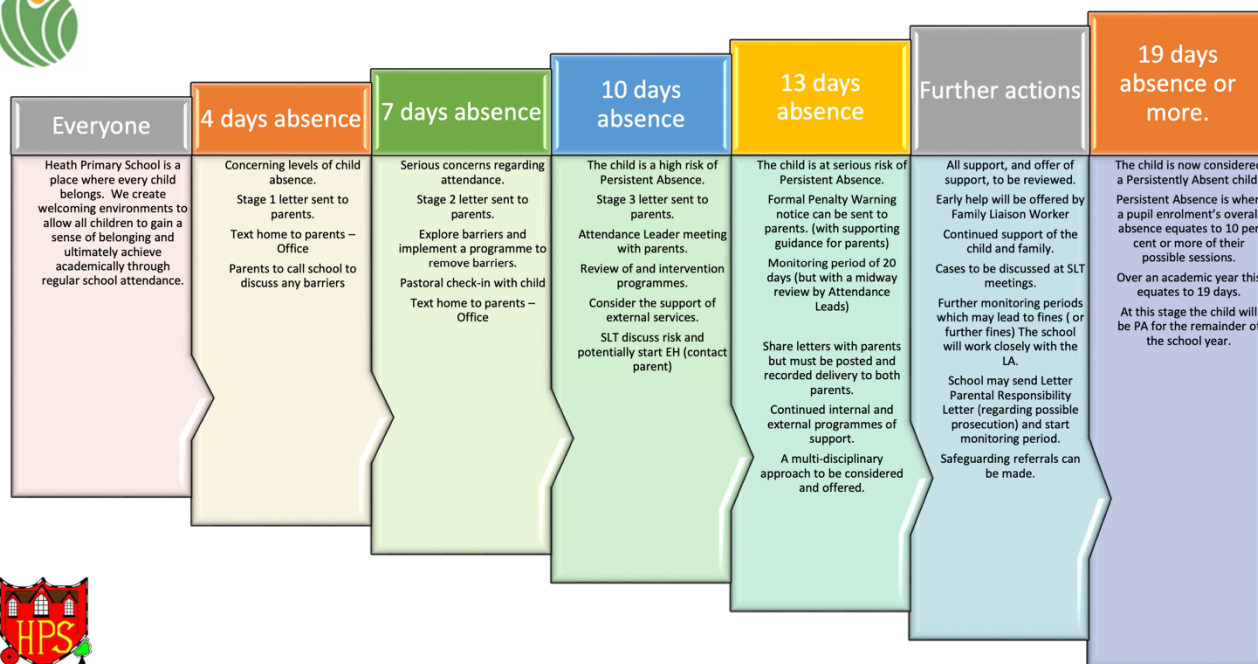 Everyone
Heath Primary School is a
place where every child
belongs. We create
welcoming environments to
allow all children to gain a
sense of belonging and
ultimately achieve
academically through
regular school attendance.
4 days absence
Concerning levels of child
absence.
Stage 1 letter sent to
parents.
Text home to parents –
Office
Parents to call school to
discuss any barriers
7 days absence
Serious concerns regarding
attendance.
Stage 2 letter sent to
parents.
Explore barriers and
implement a programme to
remove barriers.
Pastoral check-in with child
Text home to parents –
Office
10 days
absence
The child is a high risk of
Persistent Absence.
Stage 3 letter sent to
parents.
Attendance Leader meeting
with parents.
Review of and intervention
programmes.
Consider the support of
external services.
SLT discuss risk and
potentially start EH (contact
parent)
13 days
absence
The child is at serious risk of
Persistent Absence.
Formal Penalty Warning
notice can be sent to
parents. (with supporting
guidance for parents)
Monitoring period of 20
days (but with a midway
review by Attendance
Leads)
Share letters with parents
but must be posted and
recorded delivery to both
parents.
Continued internal and
external programmes of
support.
A multi-disciplinary
approach to be considered
and offered.
Further actions
All support, and offer of
support, to be reviewed.
Early help will be offered by
Family Liaison Worker
Continued support of the
child and family.
Cases to be discussed at SLT
meetings.
Further monitoring periods
which may lead to fines ( or
further fines) The school
will work closely with the
LA.
School may send Letter
Parental Responsibility
Letter (regarding possible
prosecution) and start
monitoring period.
Safeguarding referrals can
be made.
19 days
absence or
more.
The child is now considered
a Persistently Absent child
Persistent Absence is when
a pupil enrolment's overall
absence equates to 10 per
cent or more of their
possible sessions.
Over an academic year this
equates to 19 days.
At this stage the child will
be PA for the remainder of
the school year.
HPS